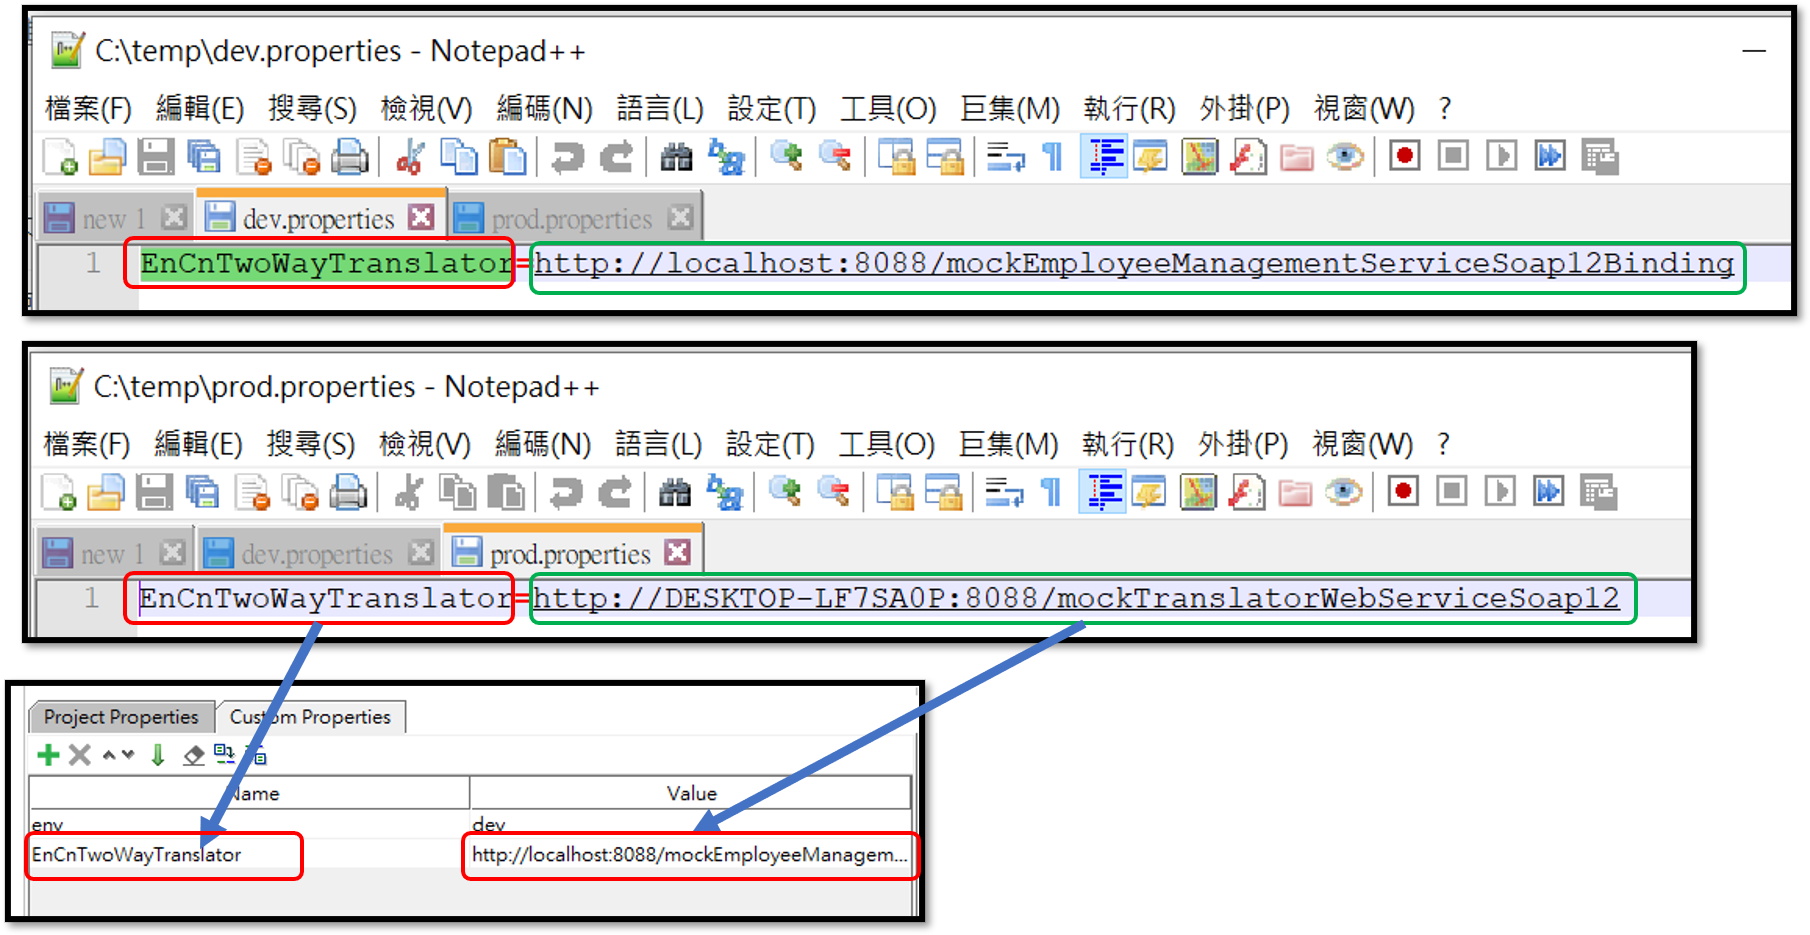 C:\temp\dev.properties - Notepad++
檔案(F) 編輯(E) 搜尋(S) 檢視(V) 編碼(N) 語言(L) 設定(T) 工具(O) 巨集(M) 執行(R) 外掛(P) 視窗(W) ?
new 1 dev.properties prod.properties
1 EnCnTwoWayTranslator=http://localhost:8088/mockEmployeeManagementServiceSoap12Binding
C:\temp\prod.properties - Notepad++
檔案(F) 編輯(E) 搜尋(S) 檢視(V) 編碼(N) 語言(L) 設定(T) 工具(O) 巨集(M) 執行(R) 外掛(P) 視窗(W) ?
new 1 dev.properties prod.properties
1 EnCnTwoWayTranslator=http://DESKTOP-LF7SA0P:8088/mockTranslatorWebServiceSoap12
Project Properties Custom Properties
Name Value
env dev
EnCnTwoWayTranslator http://localhost:8088/mockEmployeeManagem...